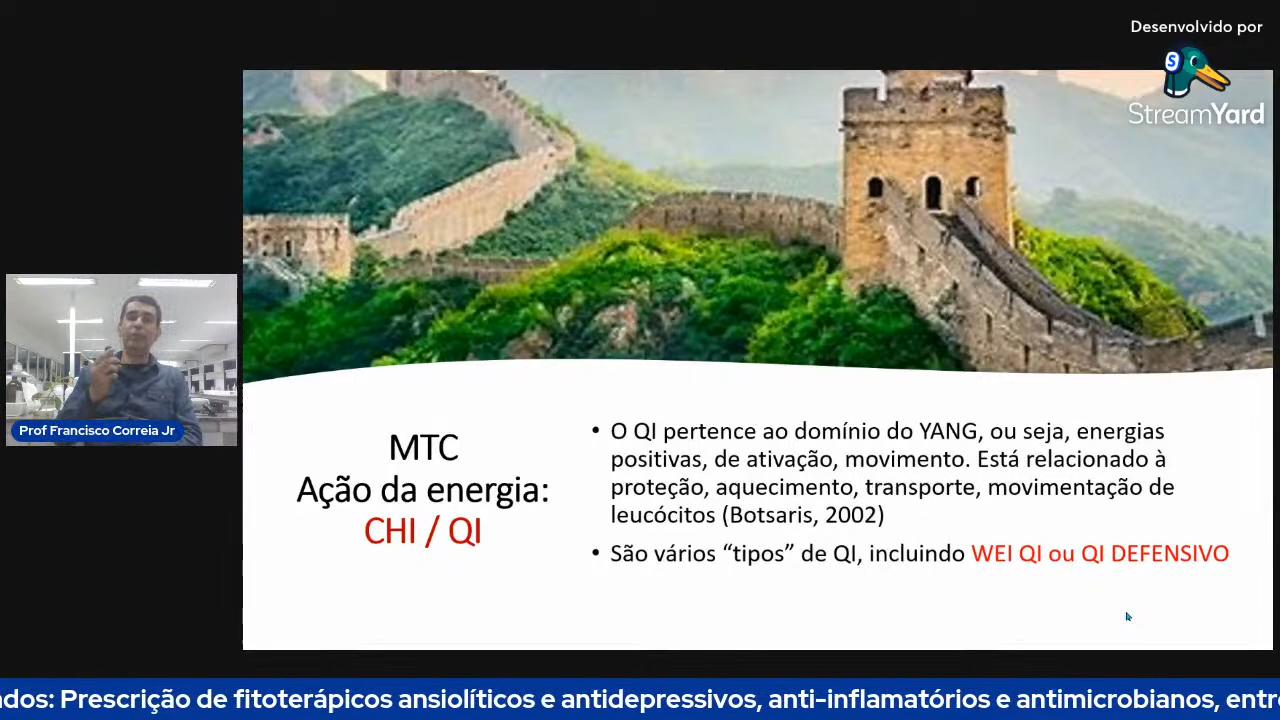 Desenvolvido por
S
StreamYard
Prof Francisco Correia Jr
MTC
Ação da energia:
CHI / QI
• O QI pertence ao domínio do YANG, ou seja, energias
positivas, de ativação, movimento. Está relacionado à
proteção, aquecimento, transporte, movimentação de
leucócitos (Botsaris, 2002)
• São vários “tipos” de QI, incluindo WEI QI ou QI DEFENSIVO
ados: Prescrição de fitoterápicos ansiolíticos e antidepressivos, anti-inflamatórios e antimicrobianos, entr